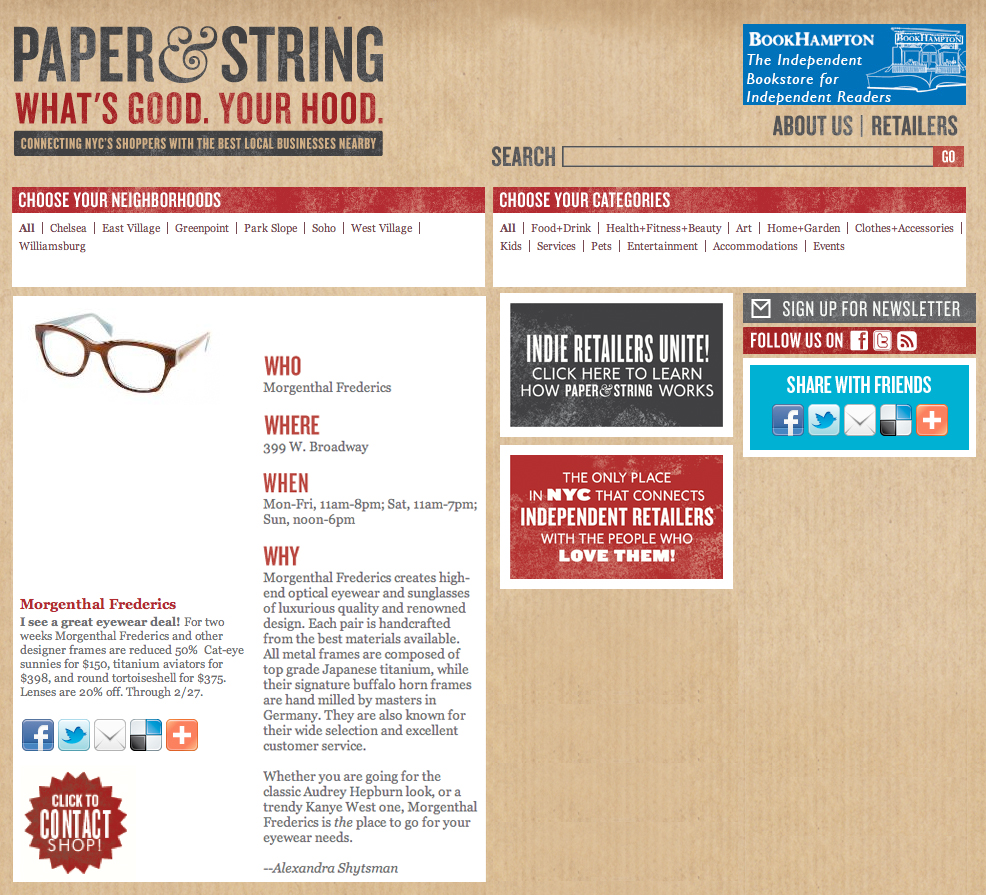 PAPER & STRING
WHAT'S GOOD. YOUR HOOD.
CONNECTING NYC'S SHOPPERS WITH THE BEST LOCAL BUSINESSES NEARBY
BOOKHAMPTON
The Independent
Bookstore for
Independent Readers
BOOKHAMPTON
ABOUT US | RETAILERS
SEARCH
GO
CHOOSE YOUR NEIGHBORHOODS
All | Chelsea | East Village | Greenpoint | Park Slope | Soho | West Village |
Williamsburg
CHOOSE YOUR CATEGORIES
All | Food+Drink | Health+Fitness+Beauty | Art | Home+Garden | Clothes+Accessories |
Kids | Services | Pets | Entertainment | Accommodations | Events
Morgenthal Frederics
I see a great eyewear deal! For two
weeks Morgenthal Frederics and other
designer frames are reduced 50% Cat-eye
sunnies for $150, titanium aviators for
$398, and round tortoiseshell for $375.
Lenses are 20% off. Through 2/27.
CLICK TO
CONTACT
SHOP!
WHO
Morgenthal Frederics
WHERE
399 W. Broadway
WHEN
Mon-Fri, 11am-8pm; Sat, 11am-7pm;
Sun, noon-6pm
WHY
Morgenthal Frederics creates high-
end optical eyewear and sunglasses
of luxurious quality and renowned
design. Each pair is handcrafted
from the best materials available.
All metal frames are composed of
top grade Japanese titanium, while
their signature buffalo horn frames
are hand milled by masters in
Germany. They are also known for
their wide selection and excellent
customer service.
Whether you are going for the
classic Audrey Hepburn look, or a
trendy Kanye West one, Morgenthal
Frederics is the place to go for your
eyewear needs.
--Alexandra Shytsman
INDIE RETAILERS UNITE!
CLICK HERE TO LEARN
HOW PAPER & STRING WORKS
THE ONLY PLACE
IN NYC THAT CONNECTS
INDEPENDENT RETAILERS
WITH THE PEOPLE WHO
LOVE THEM!
SIGN UP FOR NEWSLETTER
FOLLOW US ON
SHARE WITH FRIENDS